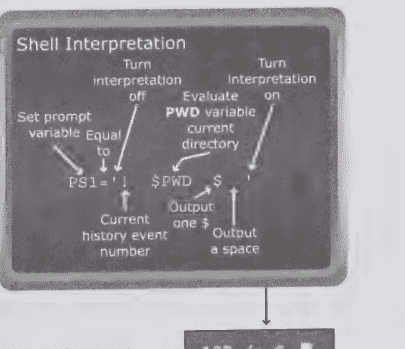 Shell Interpretation
Turn interpretation off
Turn interpretation on
Evaluate PWD variable current directory
Set prompt variable
Equal to
PS1='! $PWD $ '
Current history event number
Output one $
Output a space